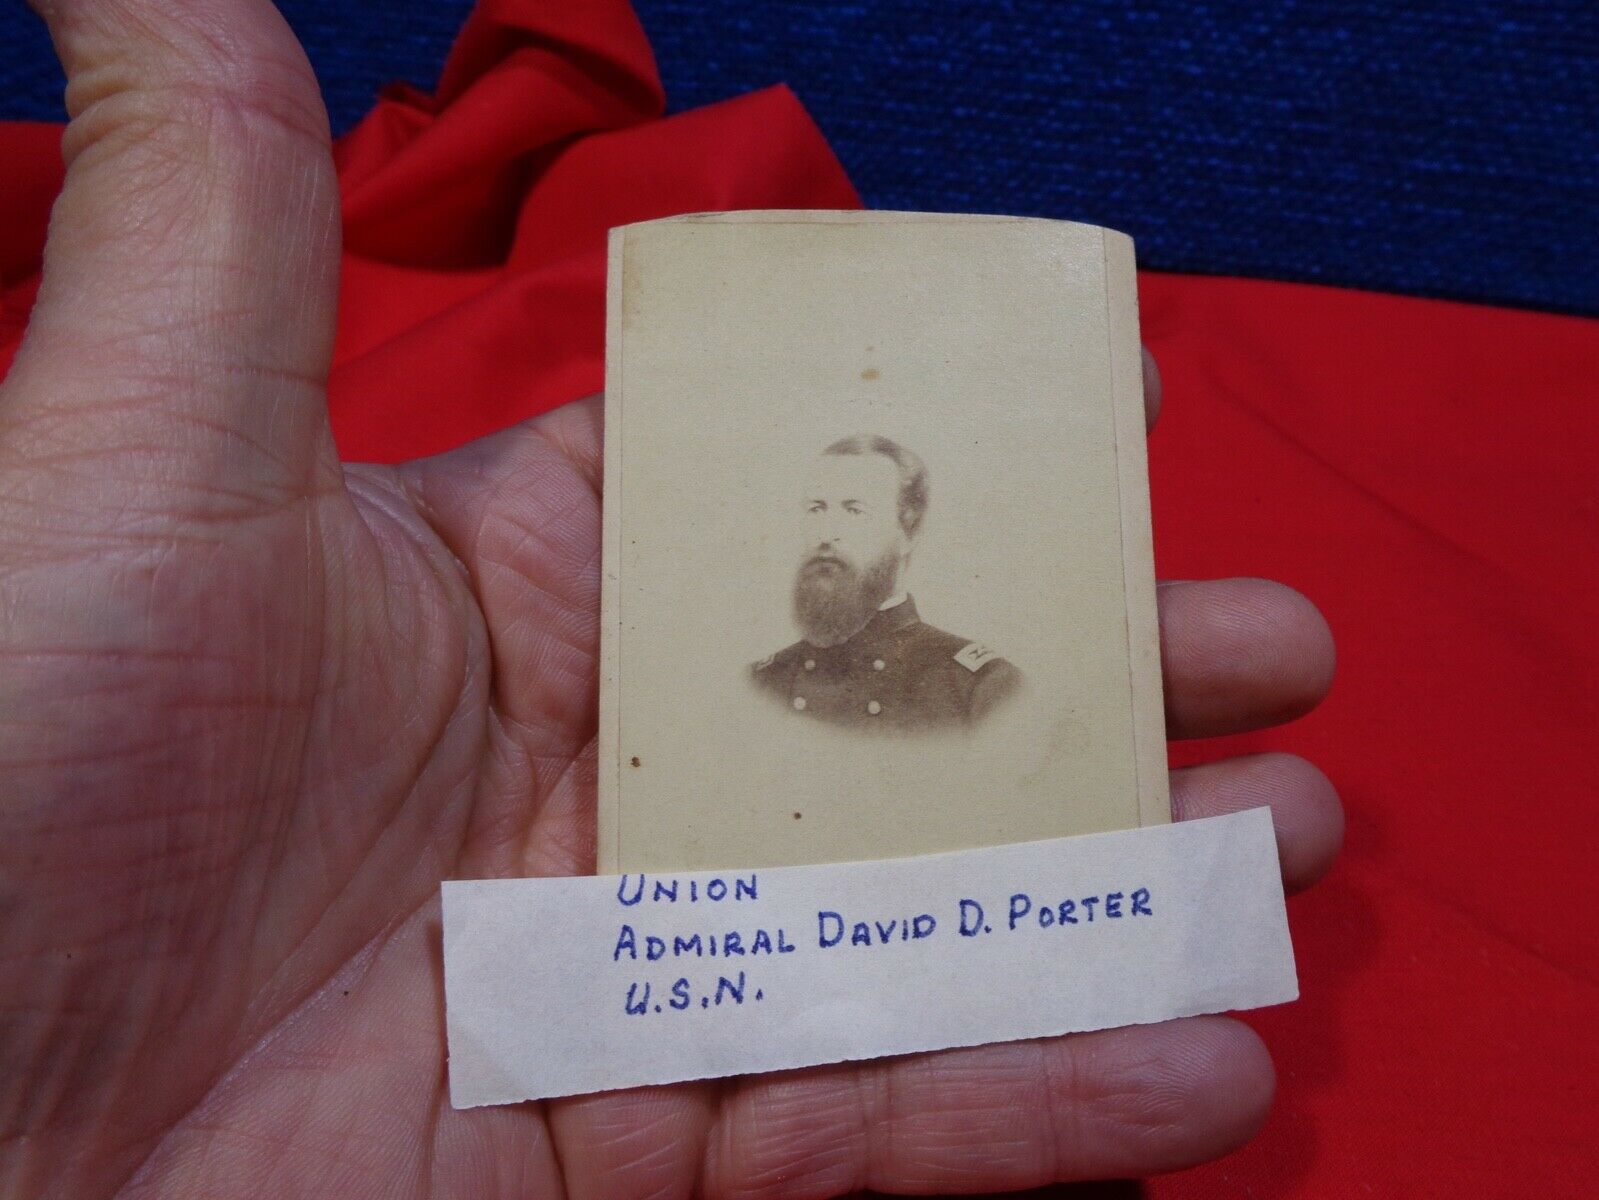 UNION
ADMIRAL DAVID D. PORTER
U.S.N.